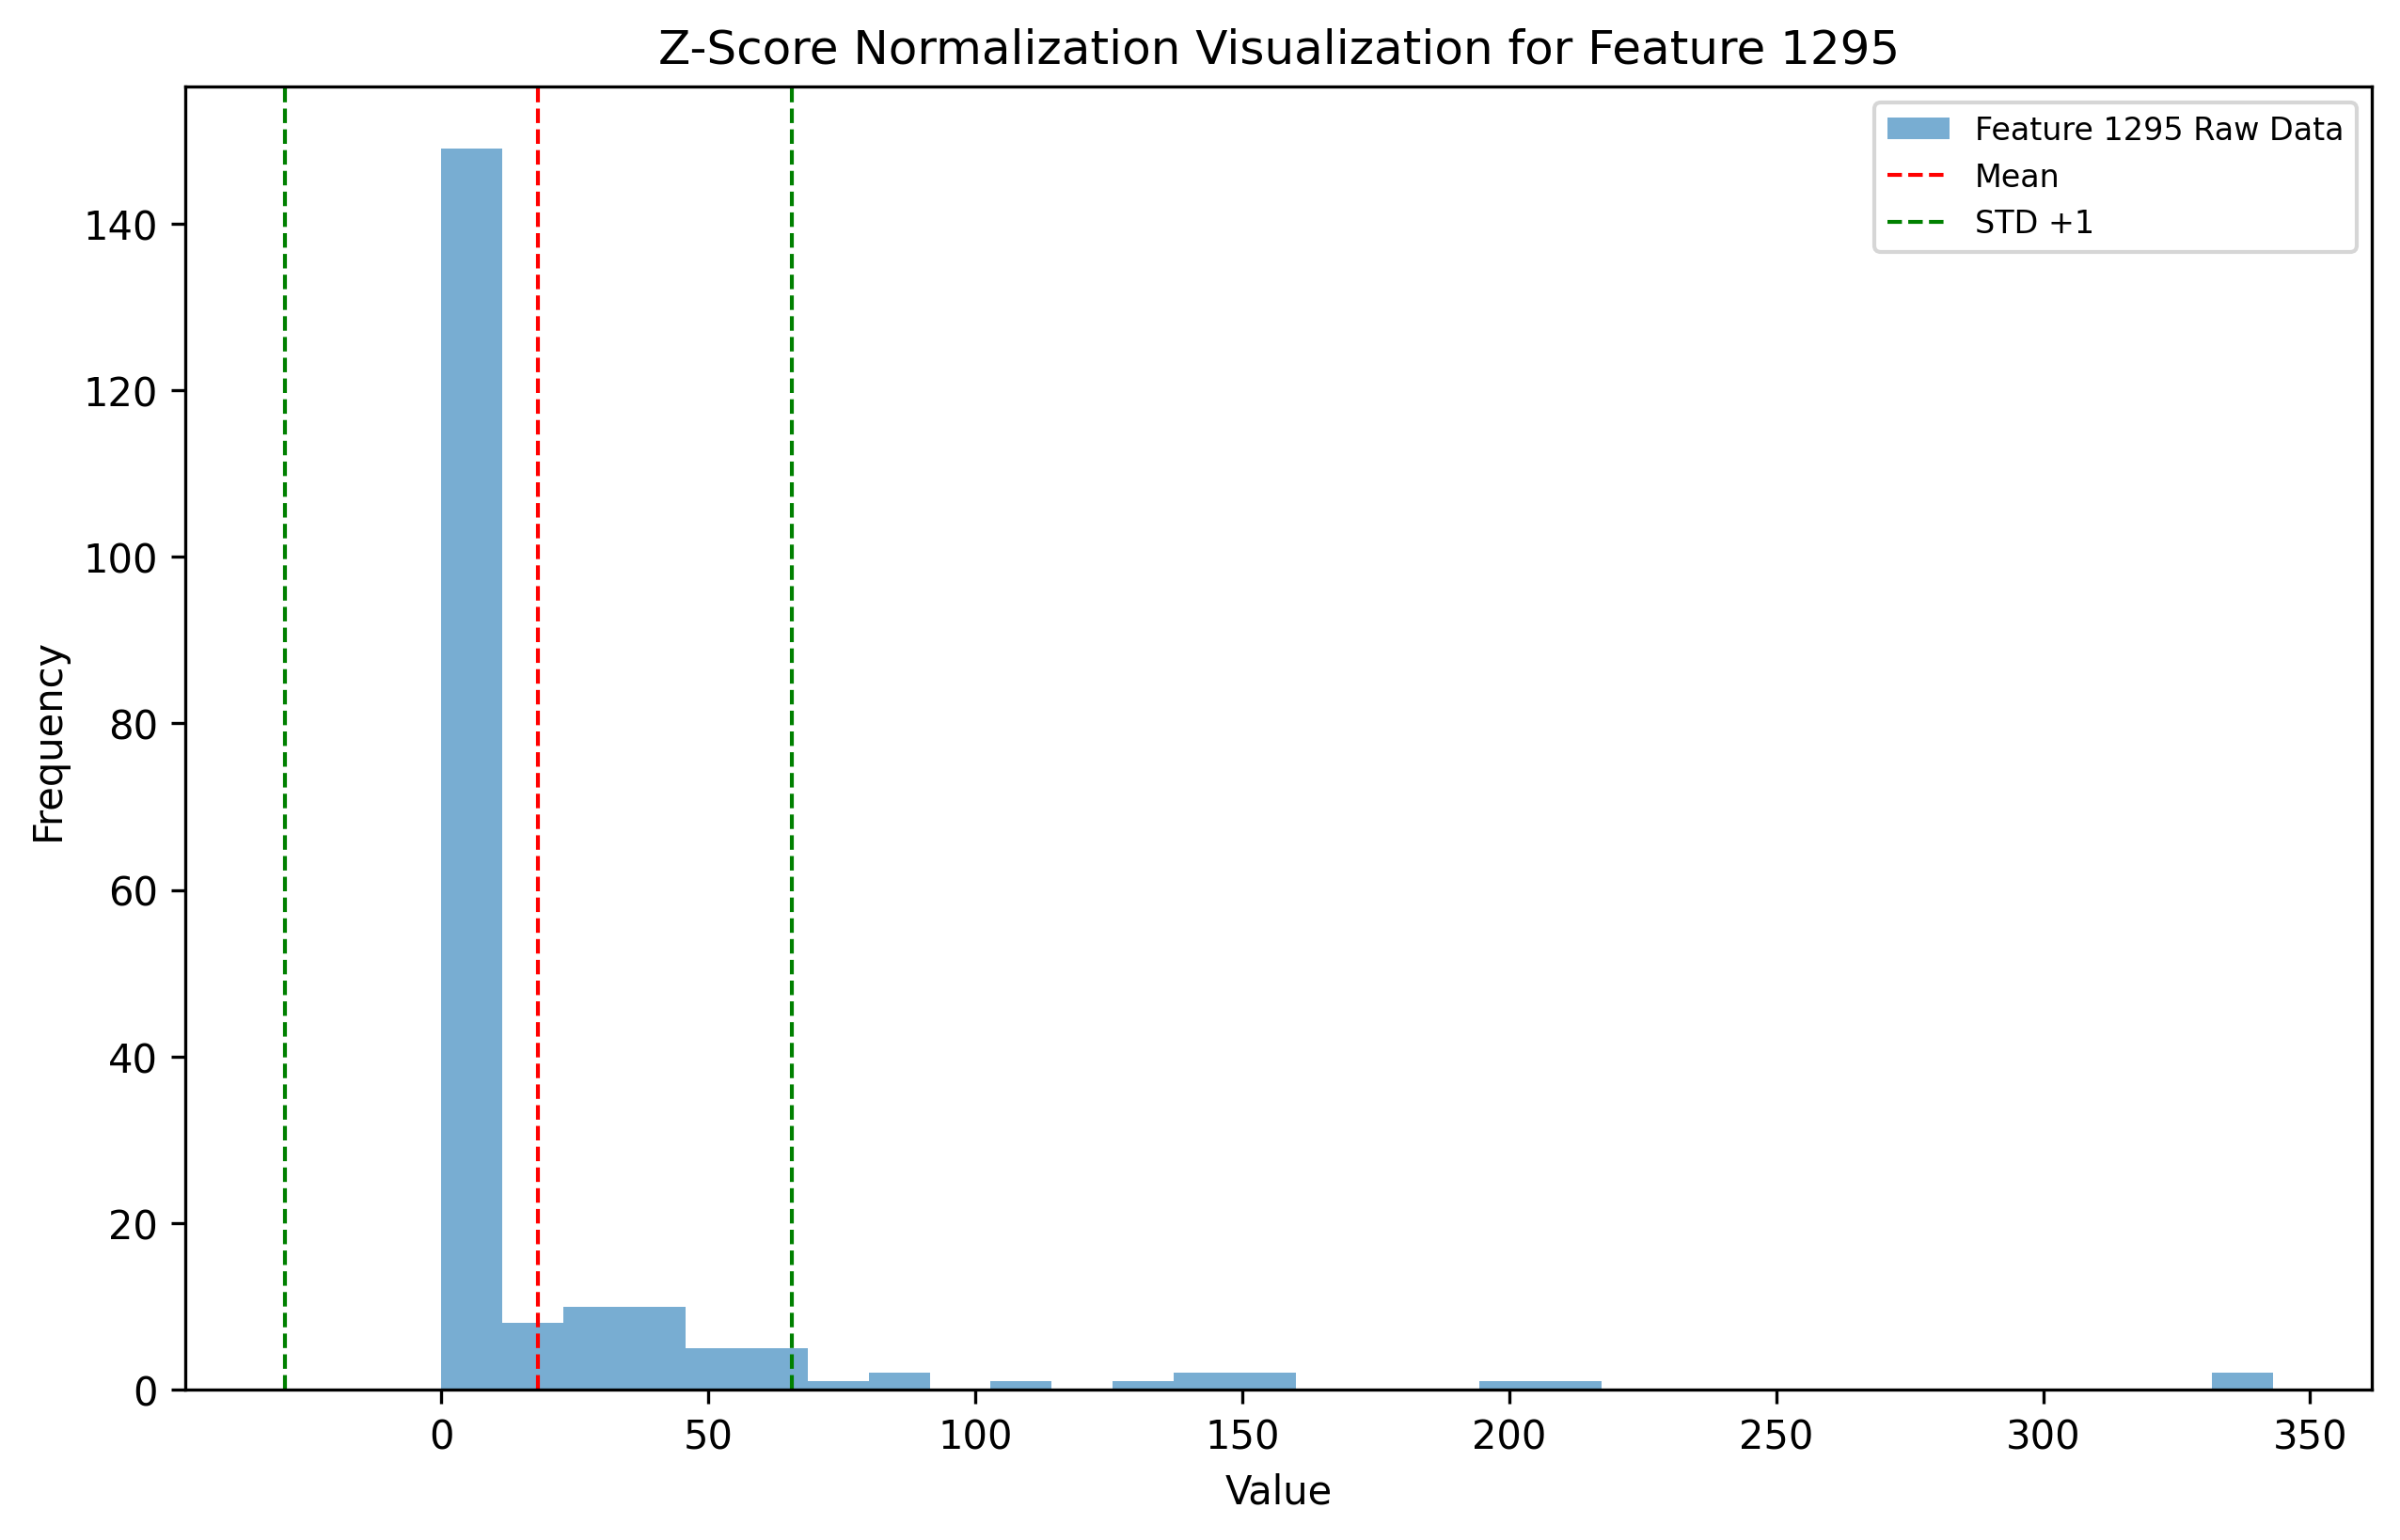 Z-Score Normalization Visualization for Feature 1295
Feature 1295 Raw Data
Mean
STD +1
Frequency
140
120
100
80
60
40
20
0
0 50 100 150 200 250 300 350
Value